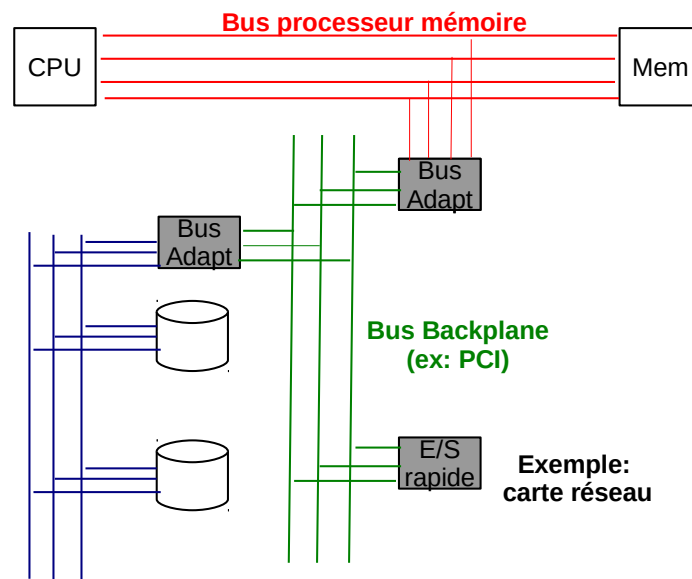 Bus processeur mémoire
CPU
Mem
Bus
Adapt
Bus
Adapt
Bus Backplane
(ex: PCI)
E/S
rapide
Exemple:
carte réseau